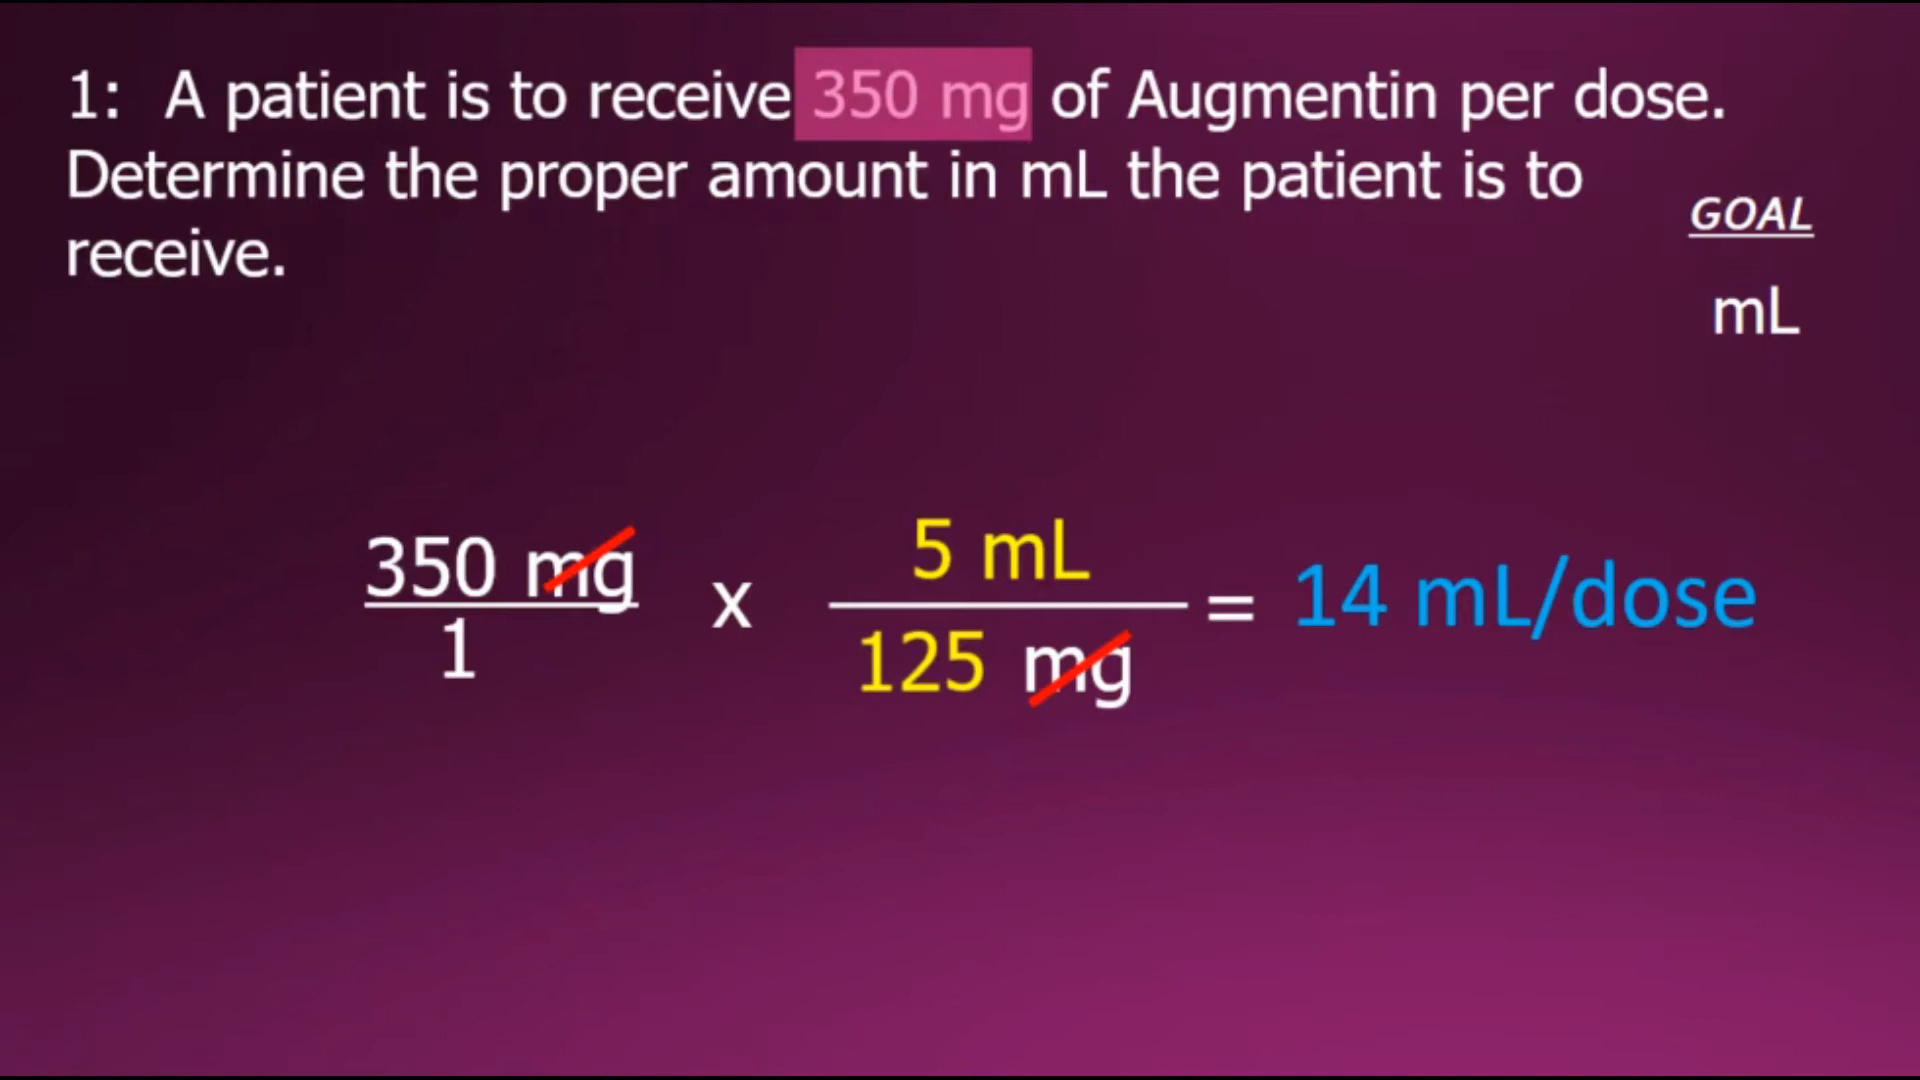 1: A patient is to receive 350 mg of Augmentin per dose.
Determine the proper amount in mL the patient is to
receive.
GOAL
mL
350 mg
1
x
5 mL
125 mg
= 14 mL/dose